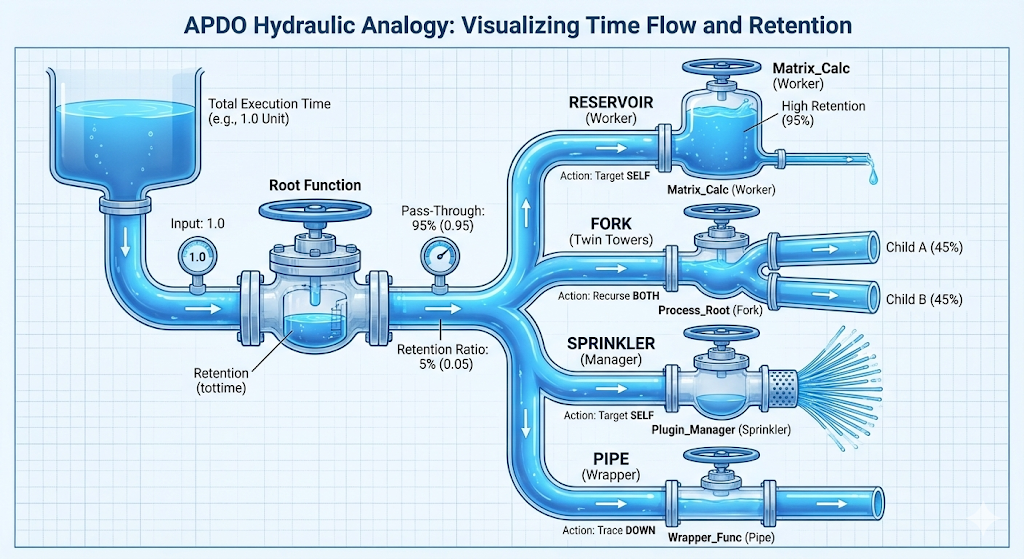 APDO Hydraulic Analogy: Visualizing Time Flow and Retention
Total Execution Time
(e.g., 1.0 Unit)
Input: 1.0
1.0
Root Function
Retention
(tottime)
Pass-Through:
95% (0.95)
Retention Ratio:
5% (0.05)
RESERVOIR
(Worker)
Action: Target SELF
Matrix_Calc
(Worker)
High Retention
(95%)
Matrix_Calc (Worker)
FORK
(Twin Towers)
Action: Recurse BOTH
Process_Root (Fork)
Child A (45%)
Child B (45%)
SPRINKLER
(Manager)
Action: Target SELF
Plugin_Manager (Sprinkler)
PIPE
(Wrapper)
Action: Trace DOWN
Wrapper_Func (Pipe)